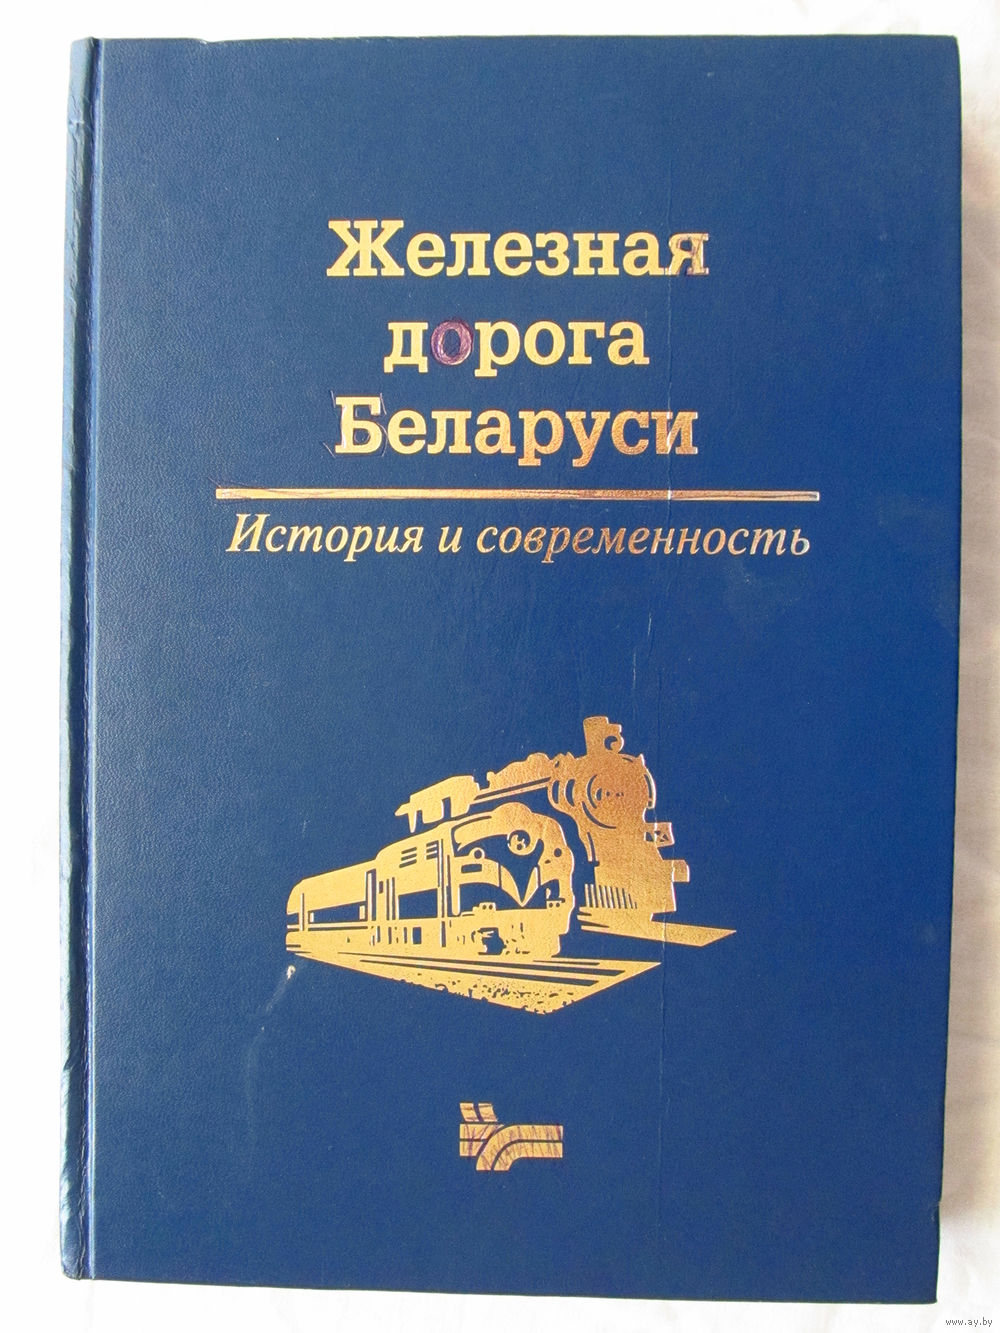 Железная
дорога
Беларуси
История и современность
www.ay.by